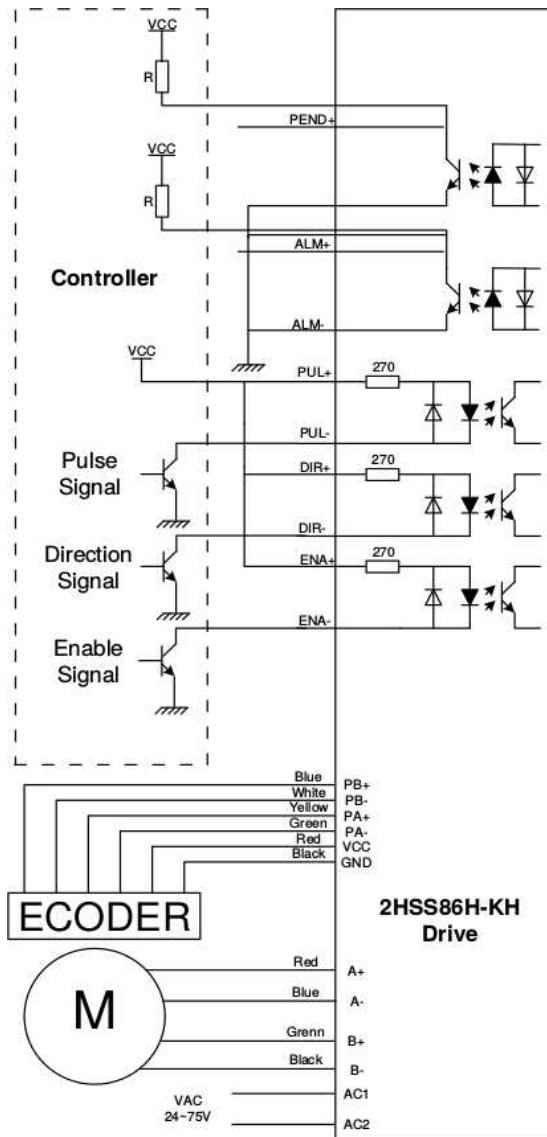 VCC
R
PEND+
VCC
R
ALM+
Controller
ALM-
VCC
PUL+
270
PUL-
Pulse
Signal
DIR+
270
DIR-
Direction
Signal
ENA+
270
ENA-
Enable
Signal
Blue
PB+
White
PB-
Yellow
PA+
Green
PA-
Red
VCC
Black
GND
ECODER
2HSS86H-KH
Drive
Red
A+
M
Blue
A-
Grenn
B+
Black
B-
VAC
24~75V
AC1
AC2